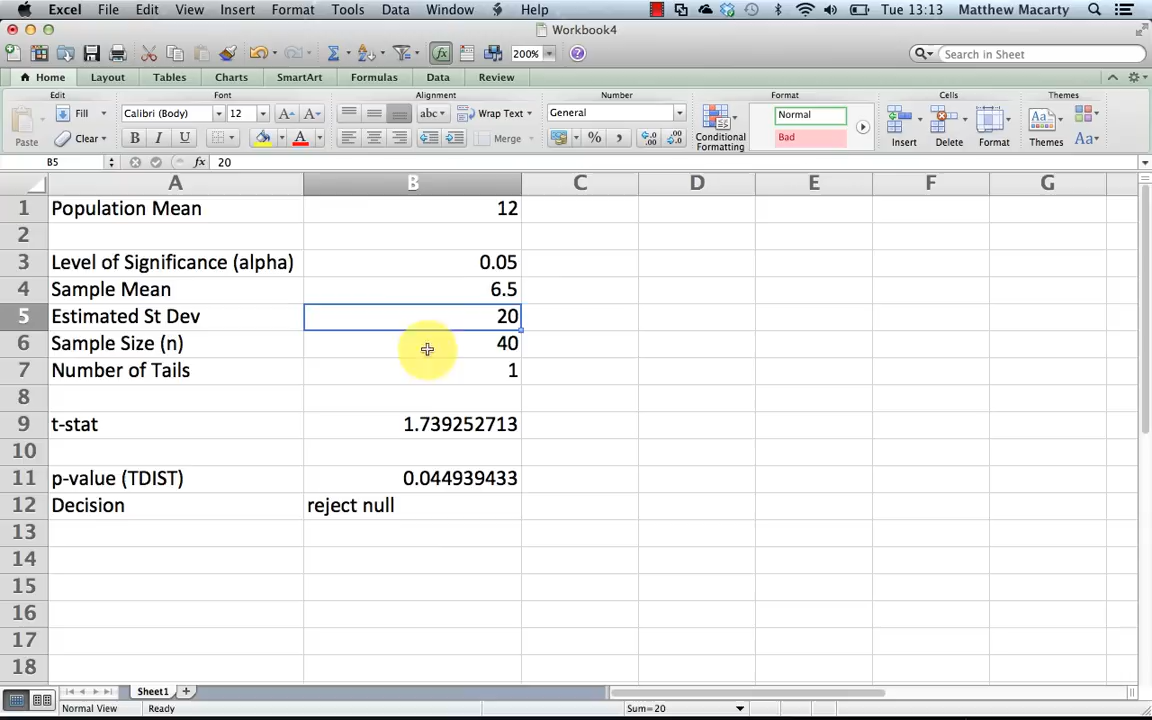 Excel File Edit View Insert Format Tools Data Window Help Tue 13:13 Matthew Macarty
Workbook4
200% Search in Sheet
Home Layout Tables Charts SmartArt Formulas Data Review
Edit Font Alignment Number Format Cells Themes
Fill Calibri (Body) 12 A A abc Wrap Text General Normal
Paste Clear B I U A Merge % , .0 .00 Conditional Formatting Bad Insert Delete Format Themes Aa
B5 fx 20
A B C D E F G
1 Population Mean 12
2
3 Level of Significance (alpha) 0.05
4 Sample Mean 6.5
5 Estimated St Dev 20
6 Sample Size (n) 40
7 Number of Tails 1
8
9 t-stat 1.739252713
10
11 p-value (TDIST) 0.044939433
12 Decision reject null
13
14
15
16
17
18
Sheet1
Normal View Ready Sum=20